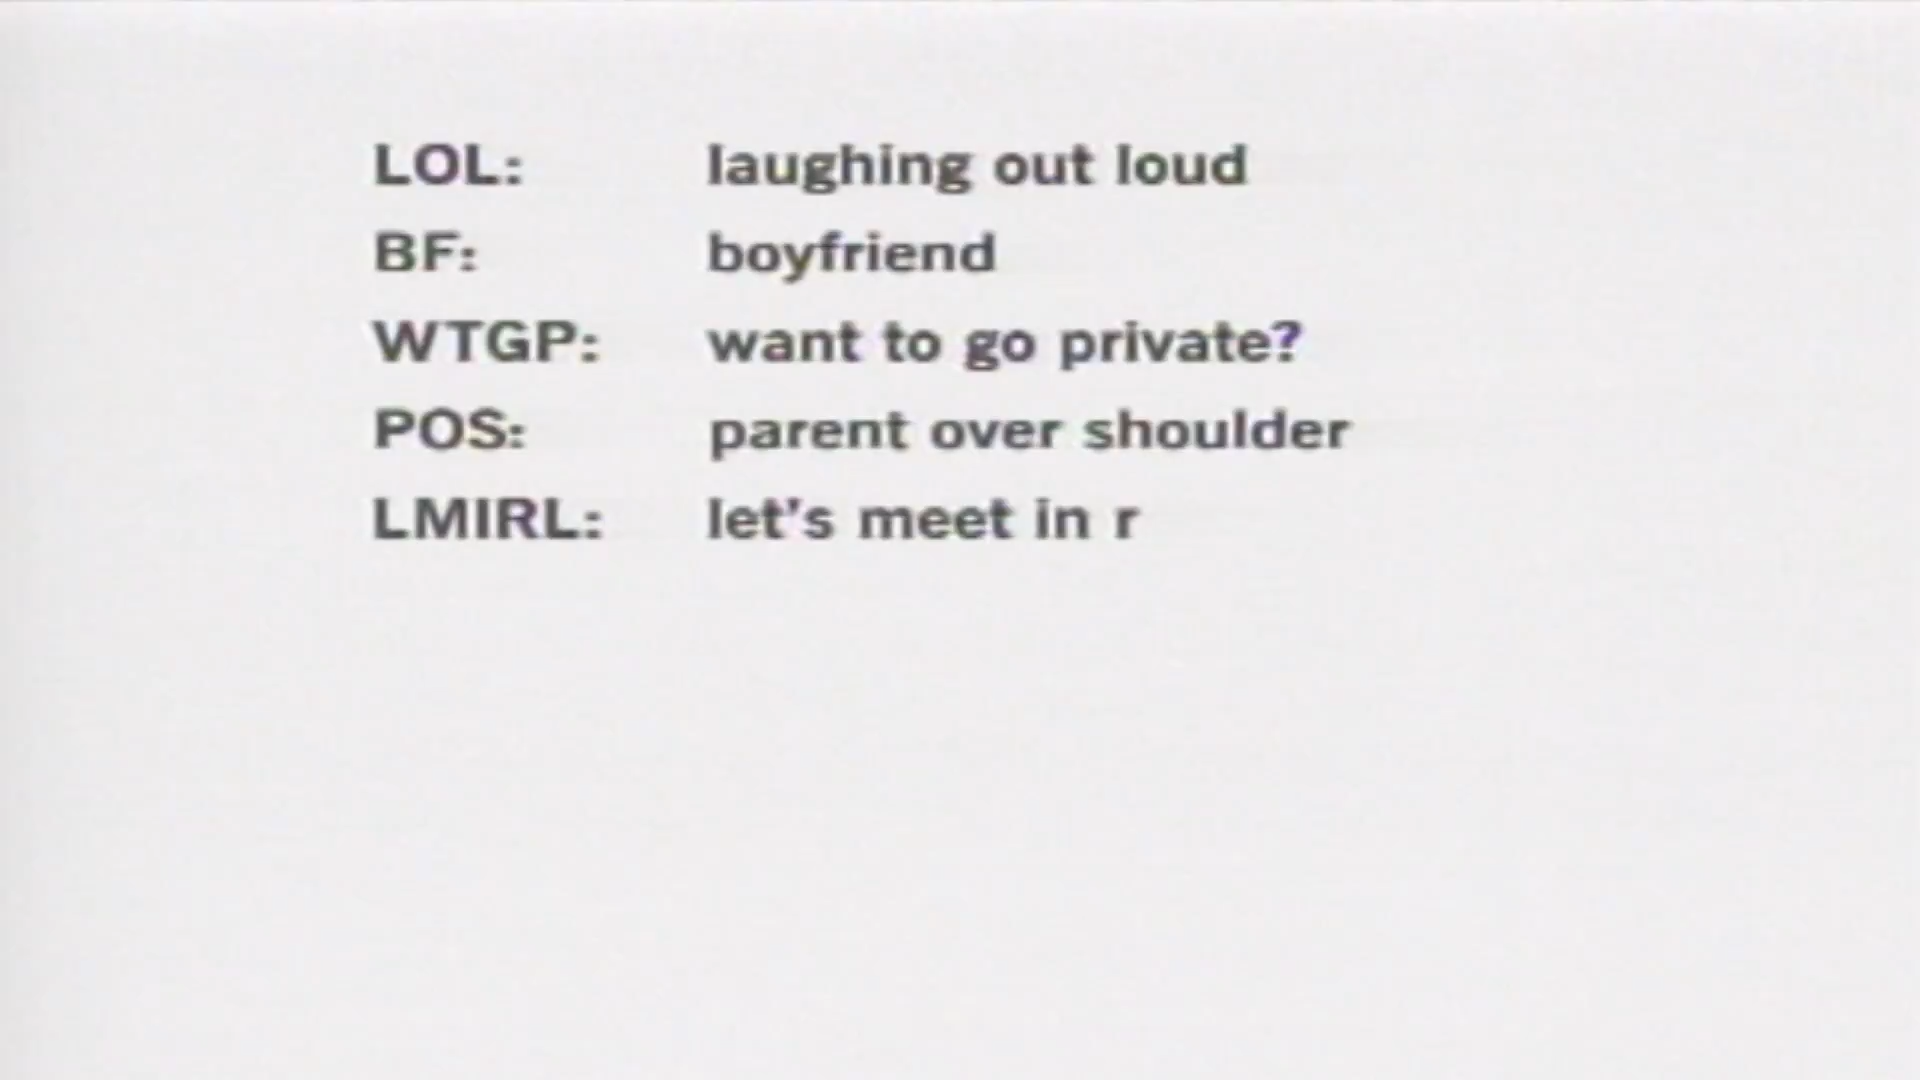 LOL: laughing out loud
BF: boyfriend
WTGP: want to go private?
POS: parent over shoulder
LMIRL: let's meet in r